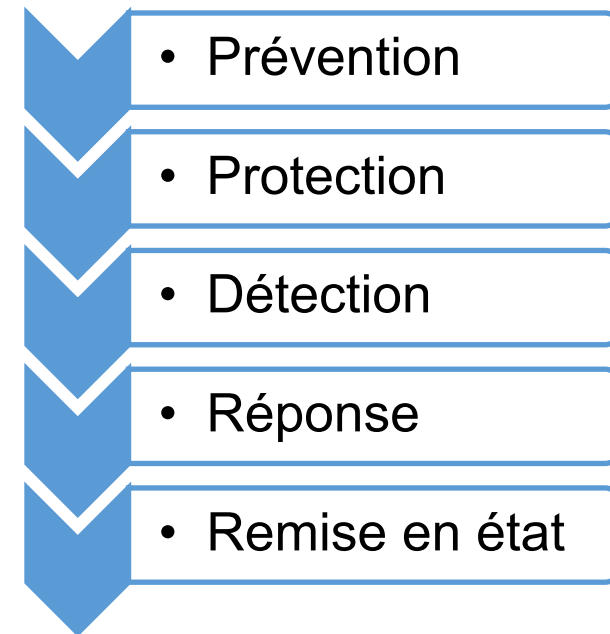 • Prévention
• Protection
• Détection
• Réponse
• Remise en état